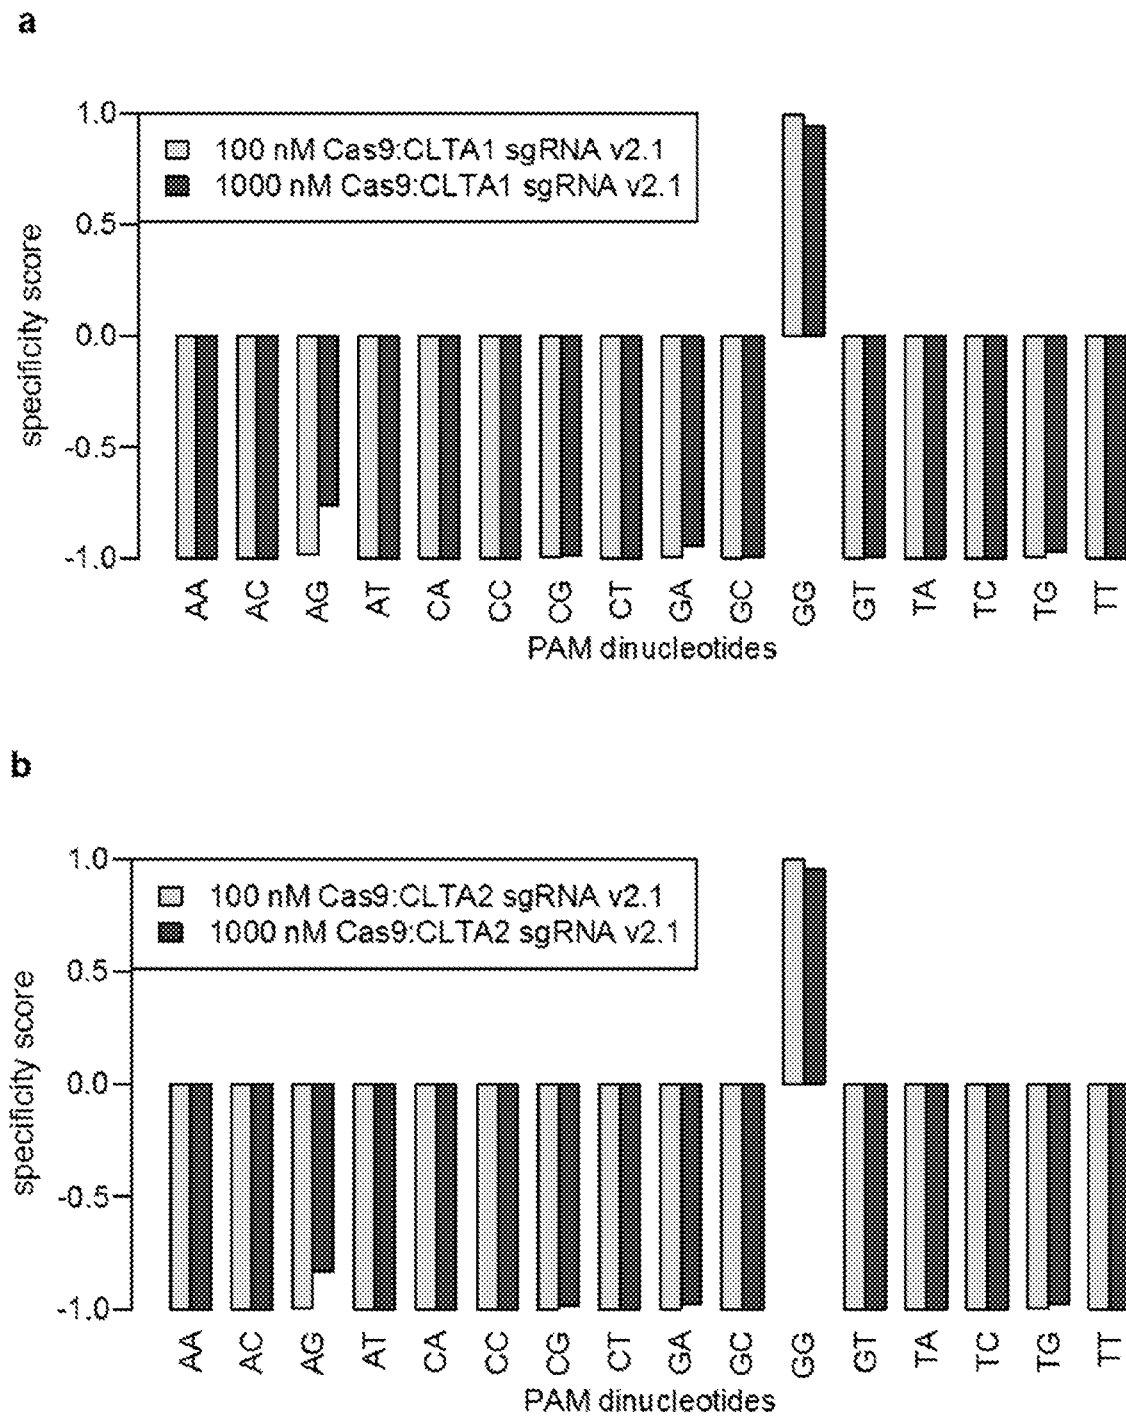 a
1.0
100 nM Cas9:CLTA1 sgRNA v2.1
1000 nM Cas9:CLTA1 sgRNA v2.1
0.5
0.0
-0.5
-1.0
specificity score
AA AC AG AT CA CC CG CT GA GC GG GT TA TC TG TT
PAM dinucleotides
b
1.0
100 nM Cas9:CLTA2 sgRNA v2.1
1000 nM Cas9:CLTA2 sgRNA v2.1
0.5
0.0
-0.5
-1.0
specificity score
AA AC AG AT CA CC CG CT GA GC GG GT TA TC TG TT
PAM dinucleotides